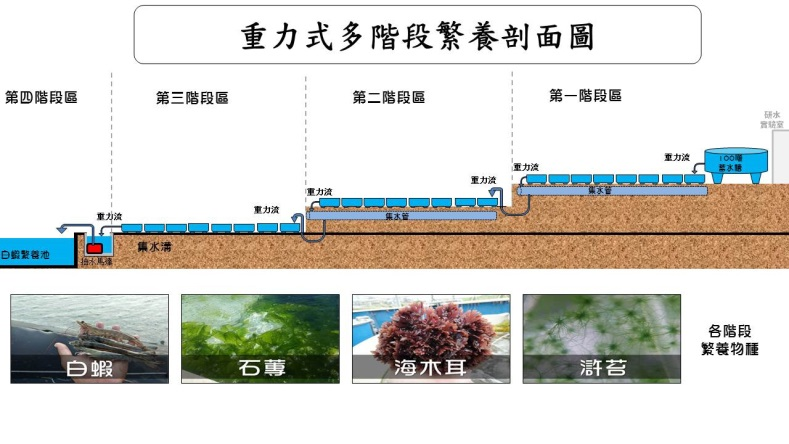 重力式多階段繁養剖面圖
第四階段區
第三階段區
第二階段區
第一階段區
研水
實驗室
重力流
100噸
蓄水糟
重力流
集水管
重力流
重力流
集水管
重力流
重力流
集水溝
白蝦繁養池
抽水馬達
白蝦
石蓴
海木耳
滸苔
各階段
繁養物種